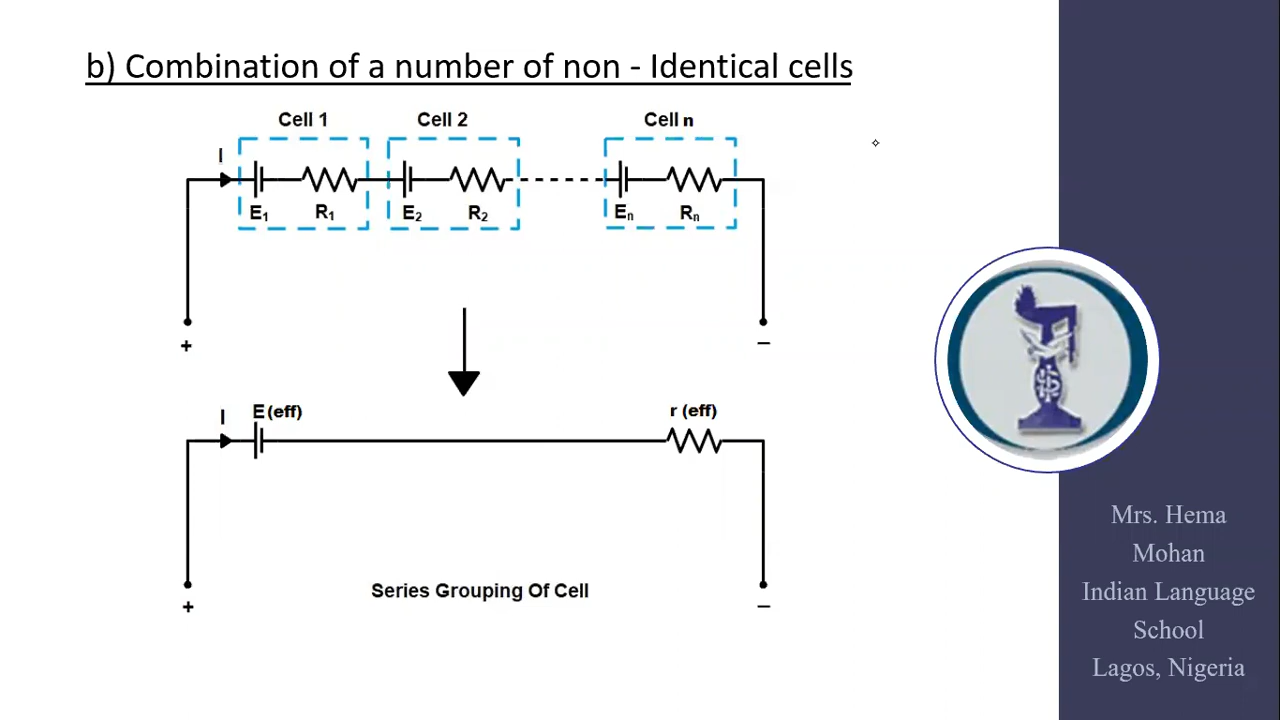 b) Combination of a number of non - Identical cells
Cell 1 Cell 2 Cell n
I
E1 R1 E2 R2 En Rn
+ –
I E (eff) r (eff)
Series Grouping Of Cell
+ –
Mrs. Hema
Mohan
Indian Language
School
Lagos, Nigeria